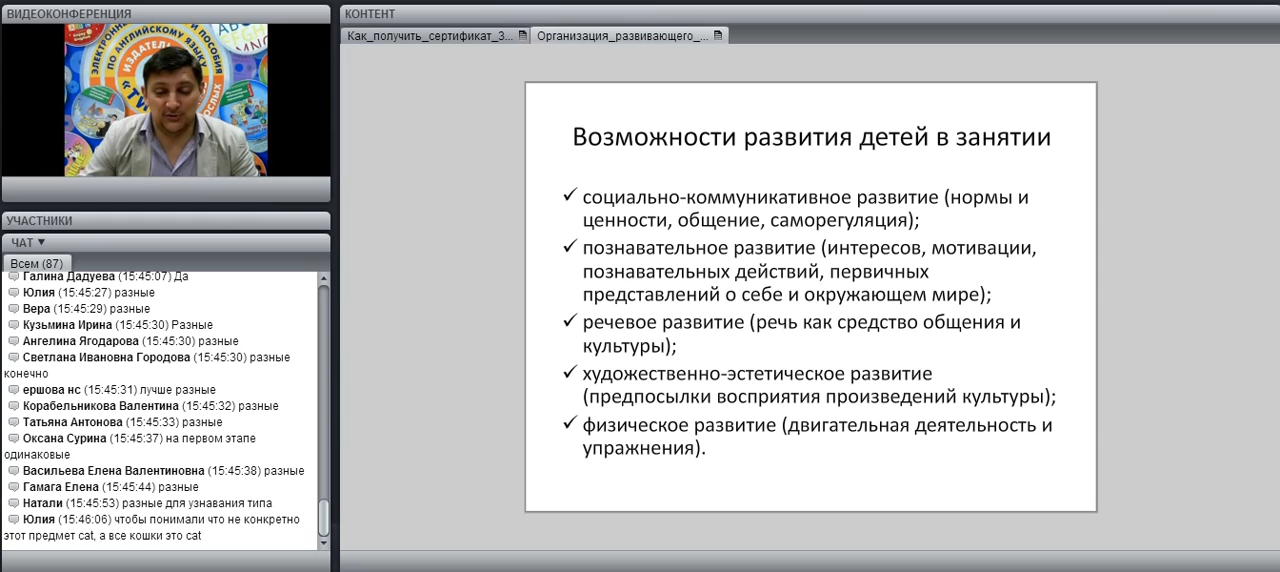 ВИДЕОКОНФЕРЕНЦИЯ
ЭЛЕКТРОННЫЕ
ПОСОБИЯ
ПО АНГЛИЙСКОМУ ЯЗЫКУ
ИЗДАТЕЛ
УЧАСТНИКИ
ЧАТ
Всем (87)
Галина Дадуева (15:45:07) Да
Юлия (15:45:27) разные
Вера (15:45:29) разные
Кузьмина Ирина (15:45:30) Разные
Ангелина Ягодарова (15:45:30) разные
Светлана Ивановна Городова (15:45:30) разные
конечно
ершова нс (15:45:31) лучше разные
Корабельникова Валентина (15:45:32) разные
Татьяна Антонова (15:45:33) разные
Оксана Сурина (15:45:37) на первом этапе
одинаковые
Васильева Елена Валентиновна (15:45:38) разные
Гамага Елена (15:45:44) разные
Натали (15:45:53) разные для узнавания типа
Юлия (15:46:06) чтобы понимали что не конкретно
этот предмет cat, а все кошки это cat
КОНТЕНТ
Как_получить_сертификат_3...
Организация_развивающего_...
Возможности развития детей в занятии
✓ социально-коммуникативное развитие (нормы и
ценности, общение, саморегуляция);
✓ познавательное развитие (интересов, мотивации,
познавательных действий, первичных
представлений о себе и окружающем мире);
✓ речевое развитие (речь как средство общения и
культуры);
✓ художественно-эстетическое развитие
(предпосылки восприятия произведений культуры);
✓ физическое развитие (двигательная деятельность и
упражнения).